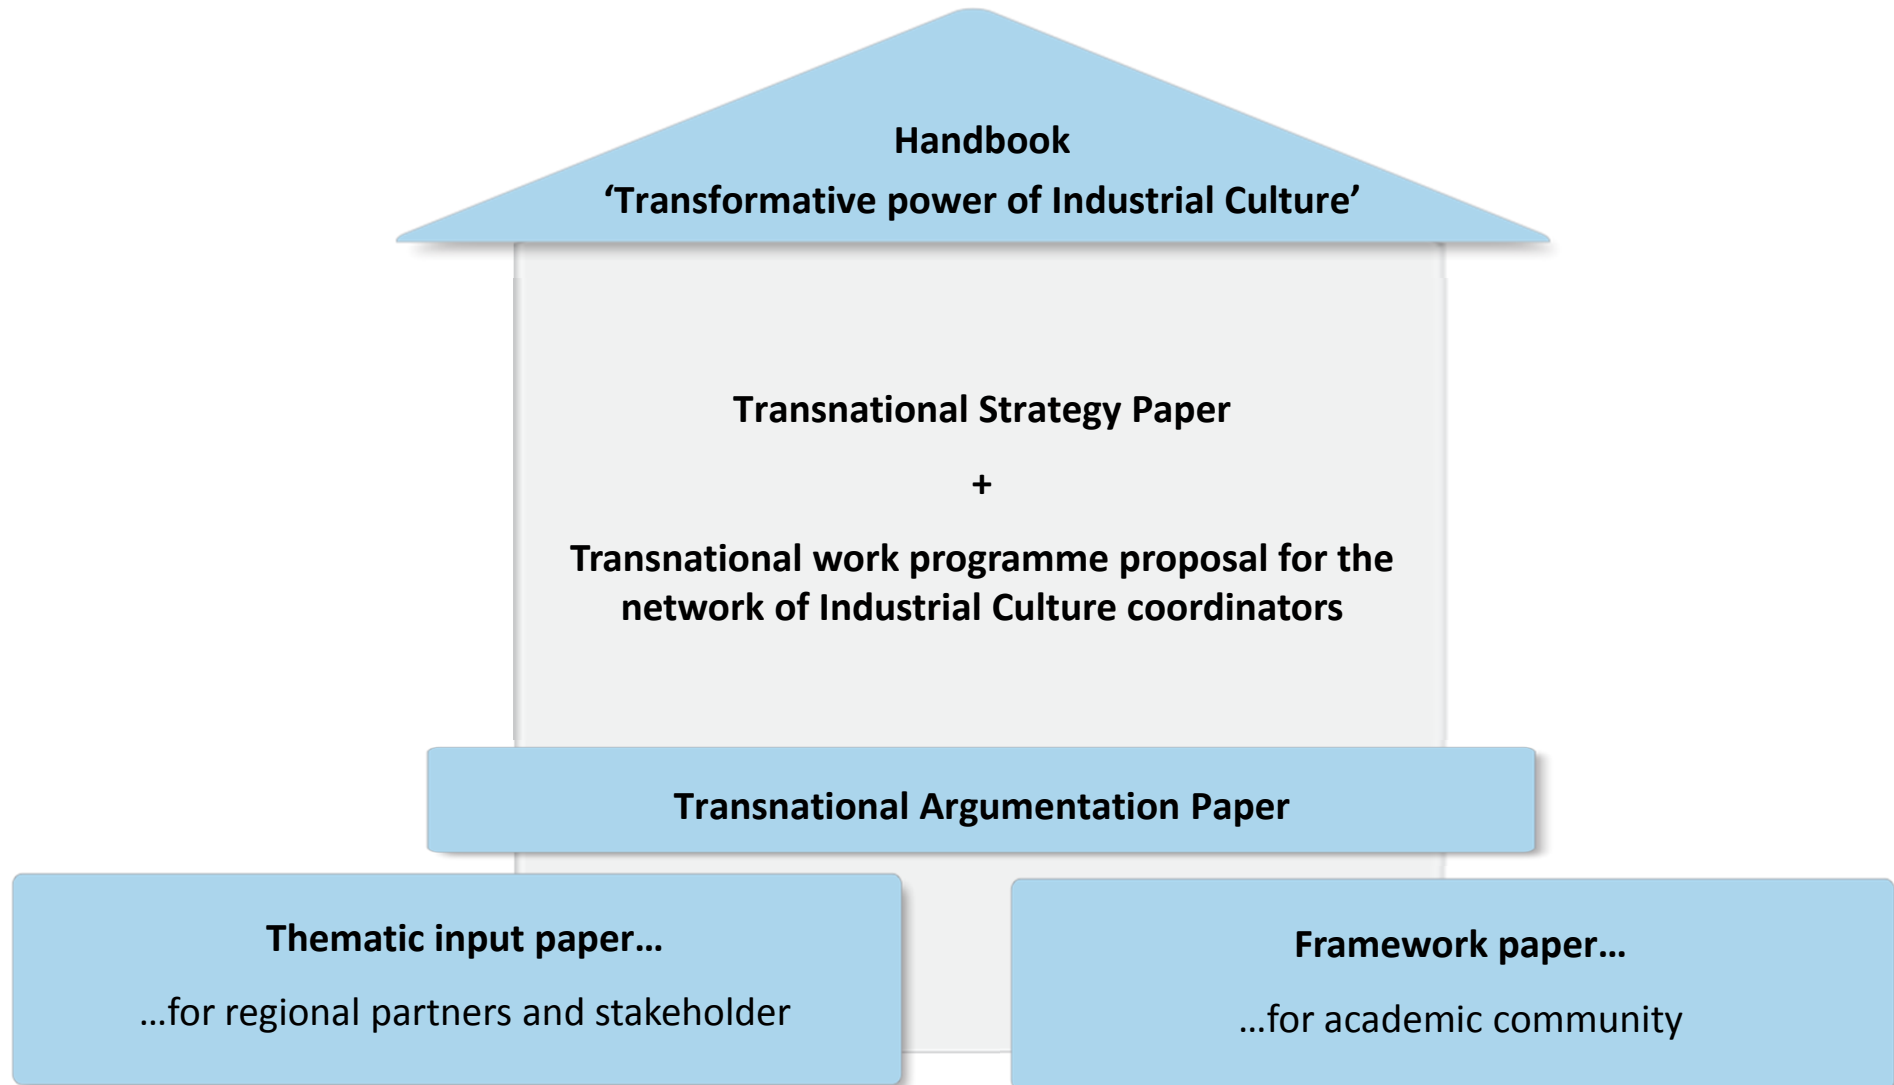 Handbook
‘Transformative power of Industrial Culture’
Transnational Strategy Paper
+
Transnational work programme proposal for the
network of Industrial Culture coordinators
Transnational Argumentation Paper
Thematic input paper…
…for regional partners and stakeholder
Framework paper…
…for academic community